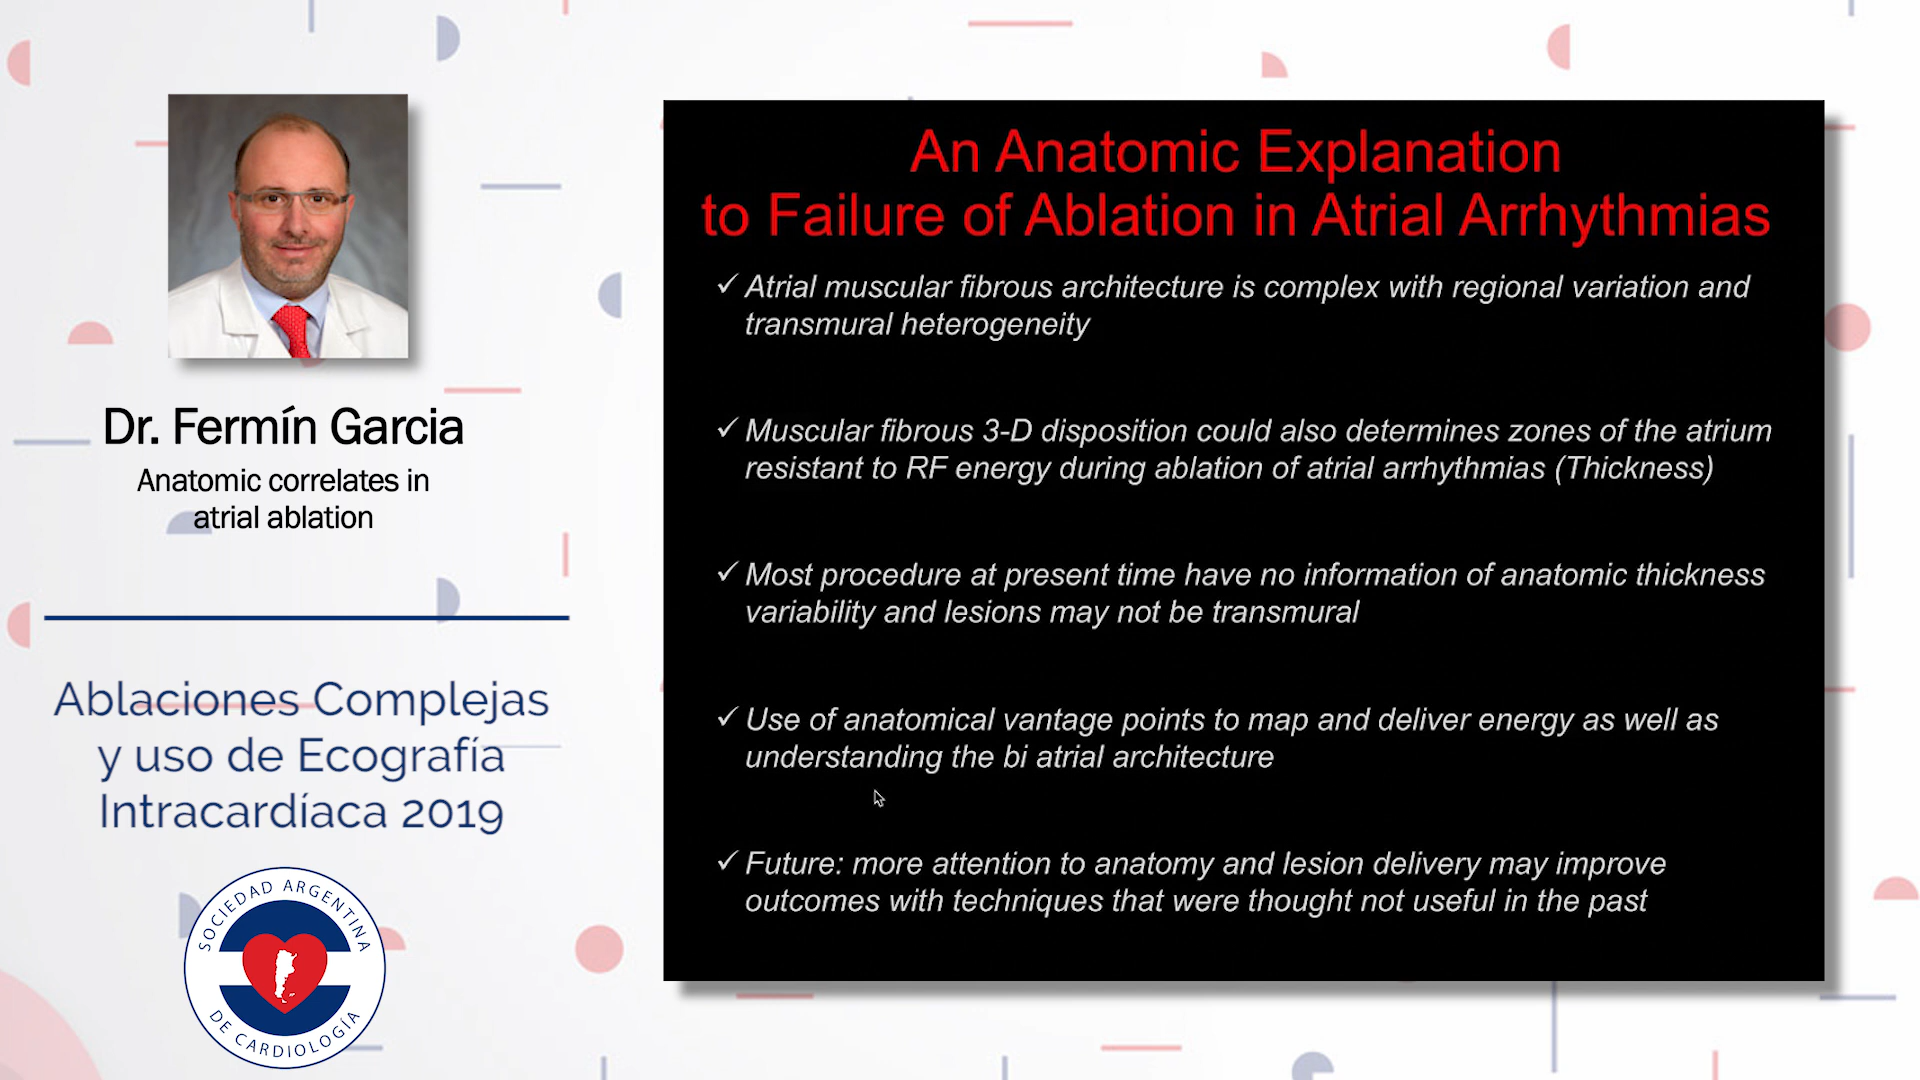 Dr. Fermín Garcia
Anatomic correlates in
atrial ablation
Ablaciones Complejas
y uso de Ecografía
Intracardíaca 2019
SOCIEDAD ARGENTINA
DE CARDIOLOGÍA
An Anatomic Explanation
to Failure of Ablation in Atrial Arrhythmias
✓ Atrial muscular fibrous architecture is complex with regional variation and
transmural heterogeneity
✓ Muscular fibrous 3-D disposition could also determines zones of the atrium
resistant to RF energy during ablation of atrial arrhythmias (Thickness)
✓ Most procedure at present time have no information of anatomic thickness
variability and lesions may not be transmural
✓ Use of anatomical vantage points to map and deliver energy as well as
understanding the bi atrial architecture
✓ Future: more attention to anatomy and lesion delivery may improve
outcomes with techniques that were thought not useful in the past